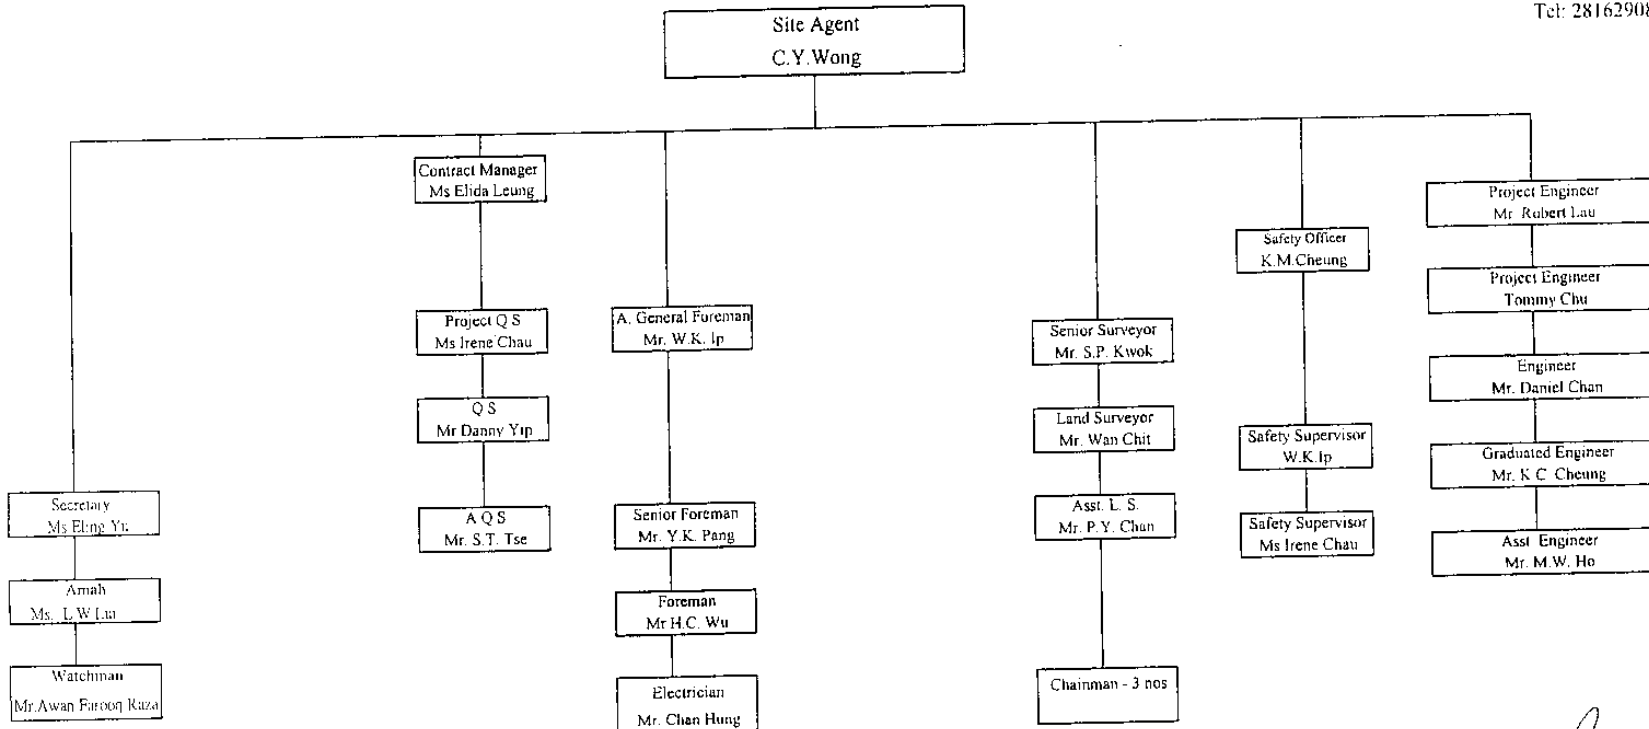 Tel: 28162908
Site Agent
C.Y.Wong
Contract Manager
Ms Elida Leung
Project Engineer
Mr Robert Lau
Safety Officer
K.M.Cheung
Project Engineer
Tommy Chu
Project Q S
Ms Irene Chau
A. General Foreman
Mr. W.K. Ip
Senior Surveyor
Mr. S.P. Kwok
Engineer
Mr. Daniel Chan
Q S
Mr Danny Yip
Land Surveyor
Mr. Wan Chit
Safety Supervisor
W.K.Ip
Graduated Engineer
Mr. K C Cheung
Secretary
Ms Eling
A Q S
Mr. S.T. Tse
Senior Foreman
Mr. Y.K. Pang
Asst. L. S.
Mr. P.Y. Chan
Safety Supervisor
Ms Irene Chau
Asst Engineer
Mr. M.W. Ho
Amah
Ms. L W
Foreman
Mr H.C. Wu
Watchman
Mr.Awan Farooq Raza
Electrician
Mr. Chan Hung
Chainman - 3 nos